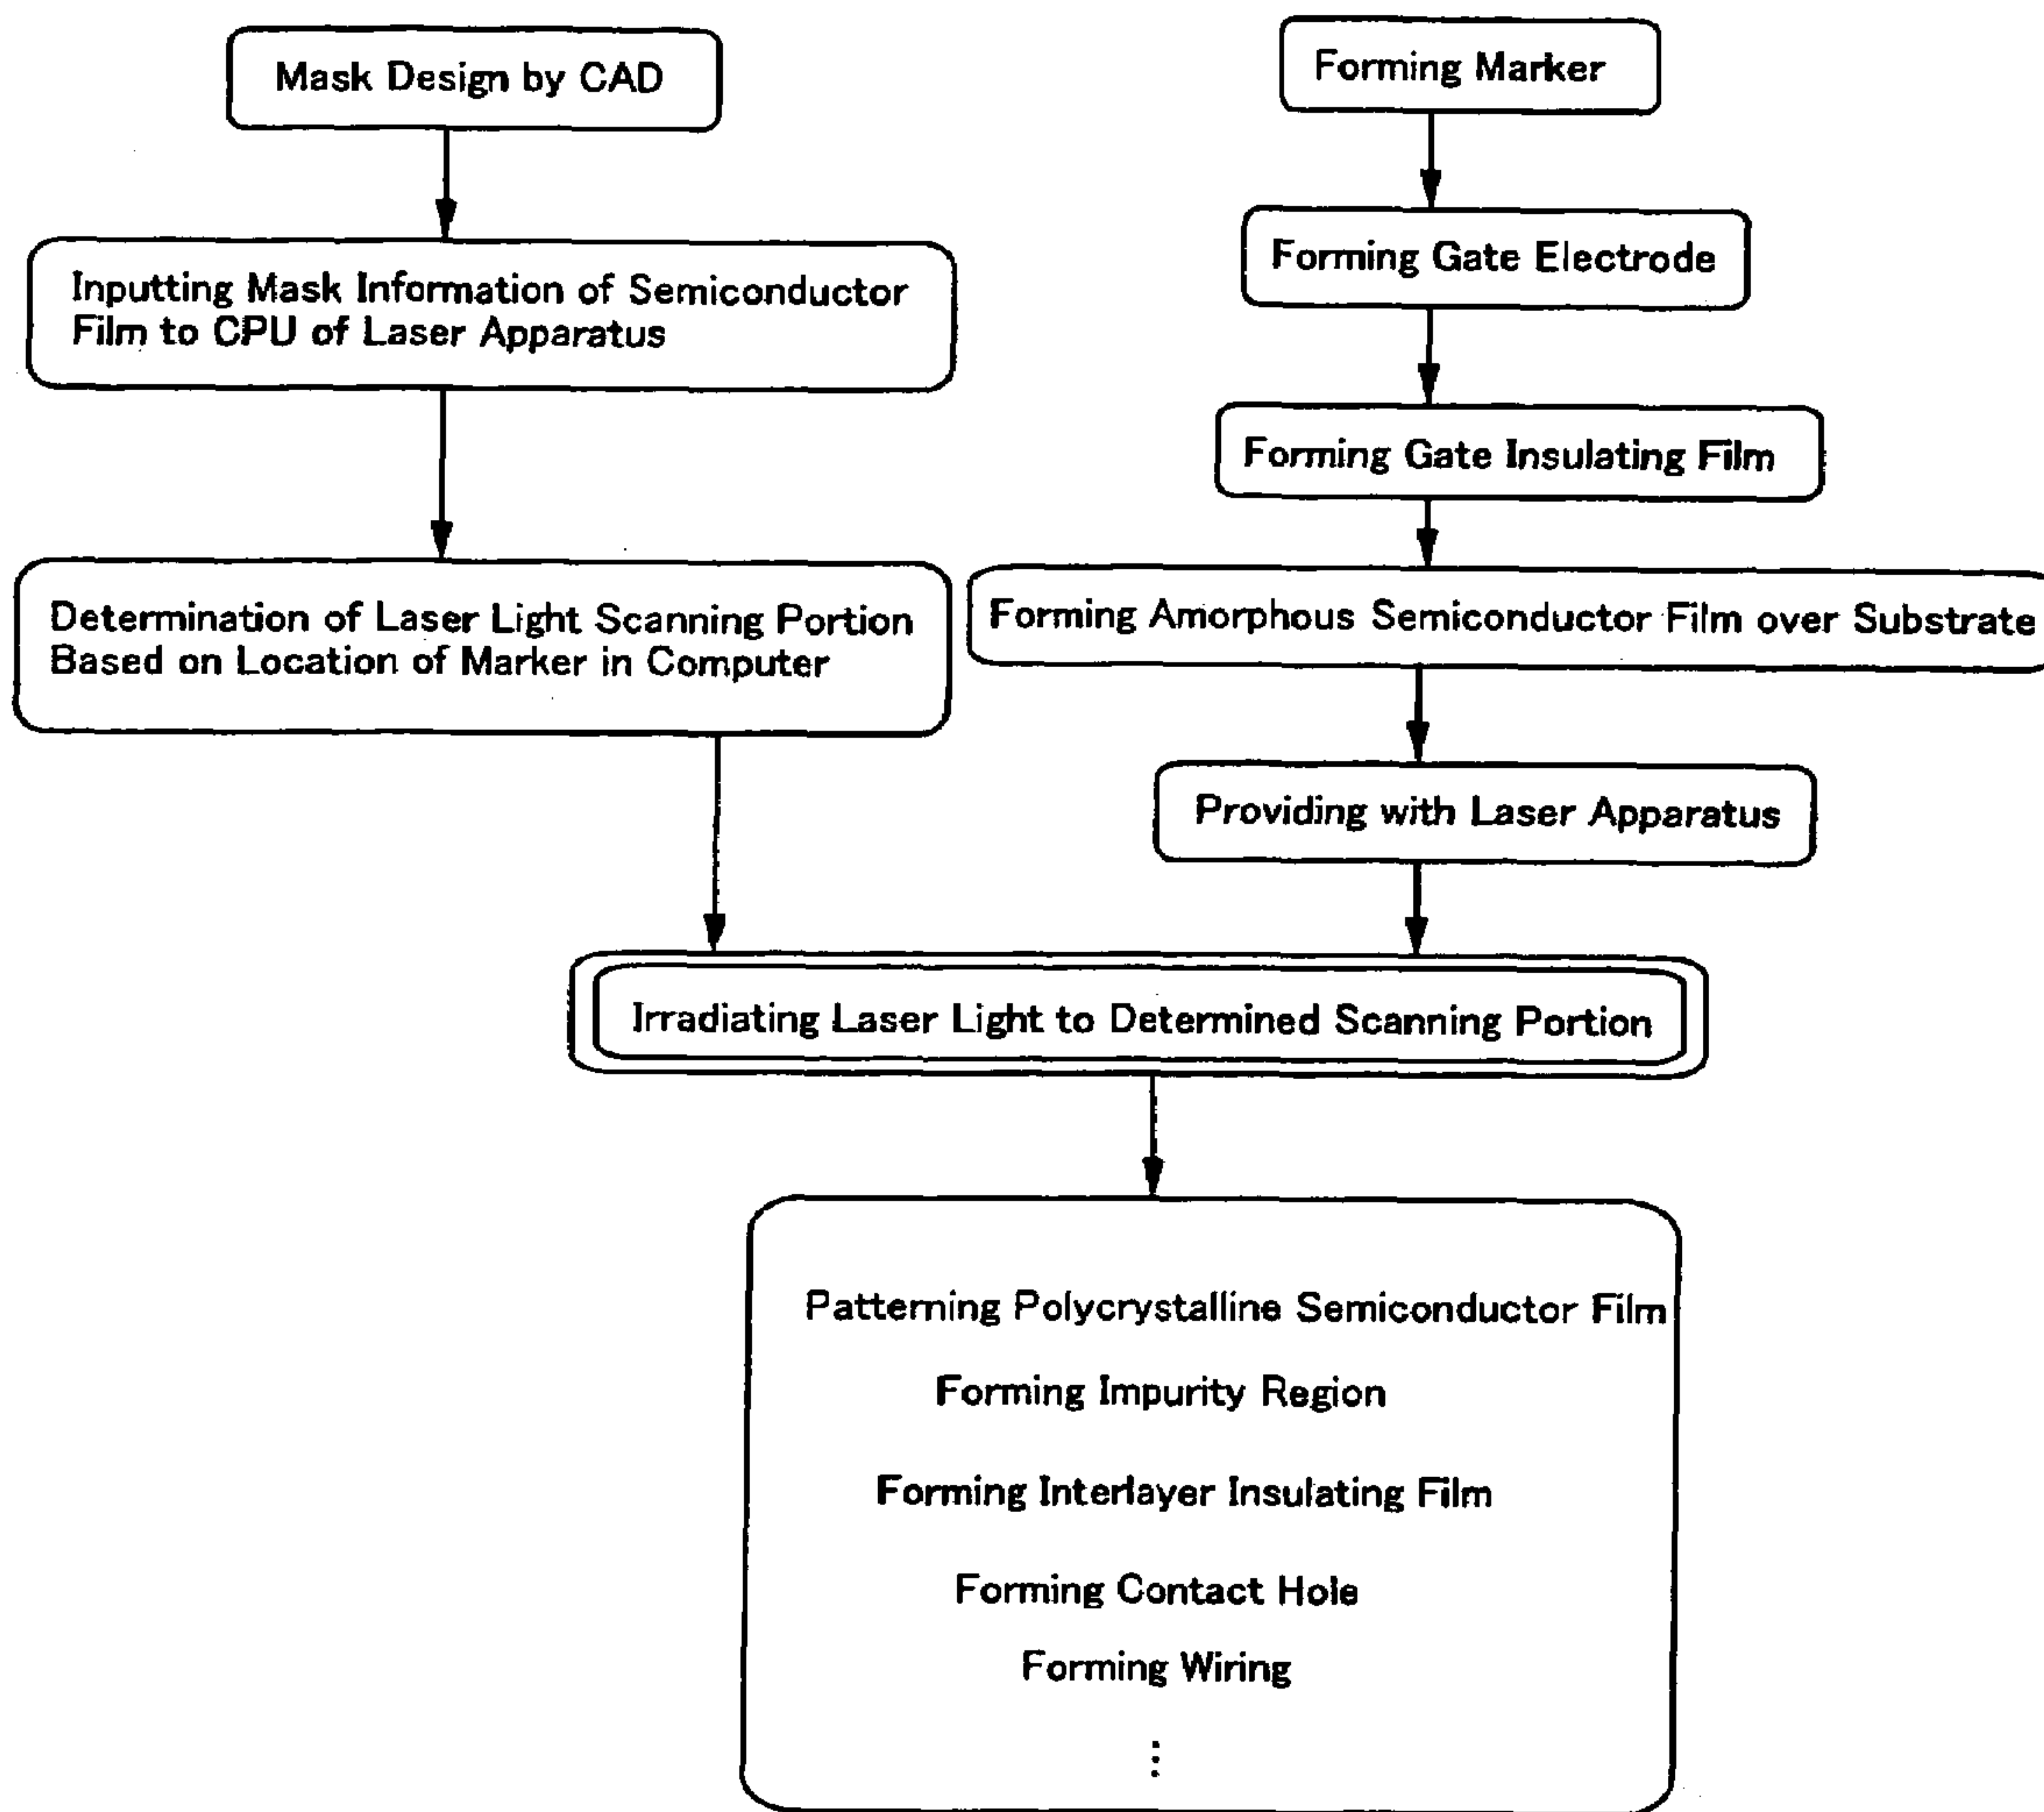 Mask Design by CAD
Inputting Mask Information of Semiconductor
Film to CPU of Laser Apparatus
Determination of Laser Light Scanning Portion
Based on Location of Marker in Computer
Forming Marker
Forming Gate Electrode
Forming Gate Insulating Film
Forming Amorphous Semiconductor Film over Substrate
Providing with Laser Apparatus
Irradiating Laser Light to Determined Scanning Portion
Patterning Polycrystalline Semiconductor Film
Forming Impurity Region
Forming Interlayer Insulating Film
Forming Contact Hole
Forming Wiring
⋮